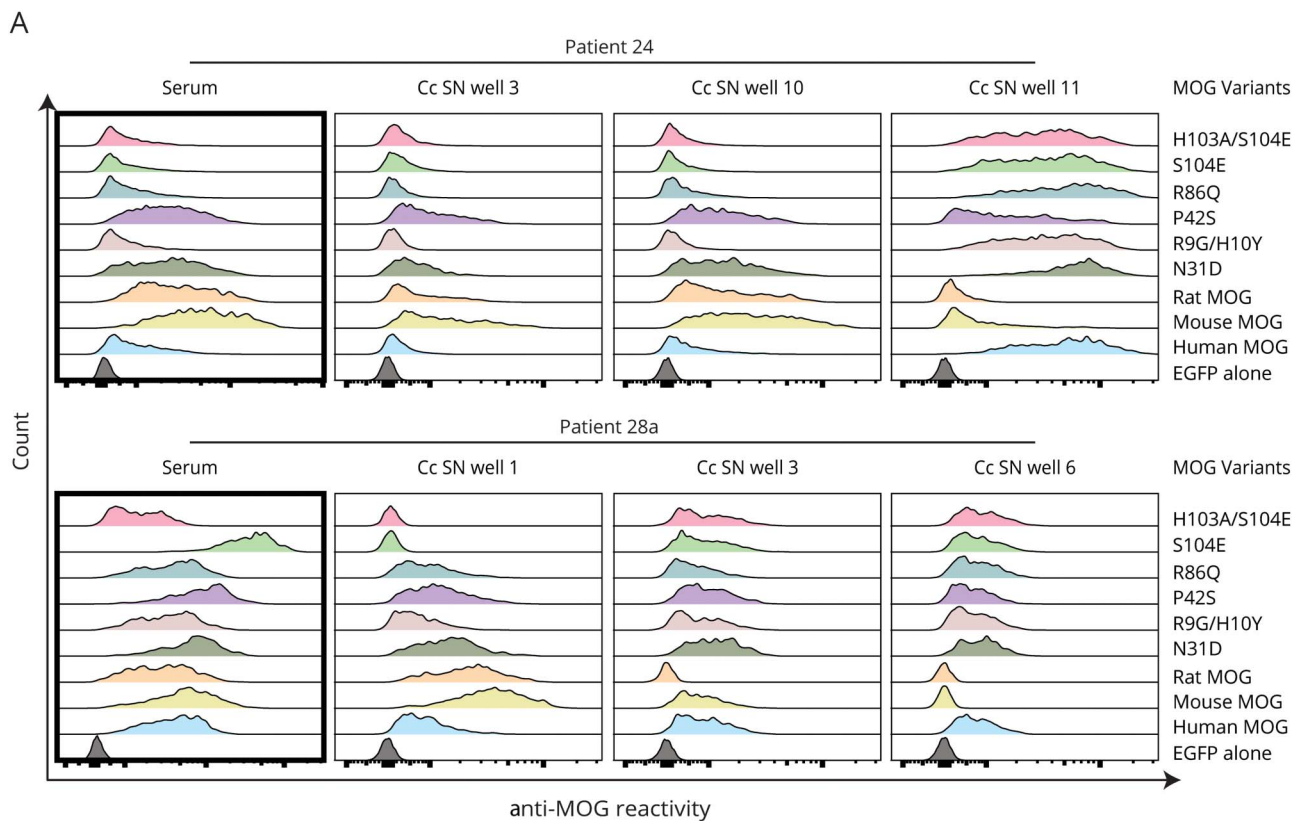 A
Patient 24
Serum Cc SN well 3 Cc SN well 10 Cc SN well 11 MOG Variants
H103A/S104E
S104E
R86Q
P42S
R9G/H10Y
N31D
Rat MOG
Mouse MOG
Human MOG
EGFP alone
Count
Patient 28a
Serum Cc SN well 1 Cc SN well 3 Cc SN well 6 MOG Variants
H103A/S104E
S104E
R86Q
P42S
R9G/H10Y
N31D
Rat MOG
Mouse MOG
Human MOG
EGFP alone
anti-MOG reactivity